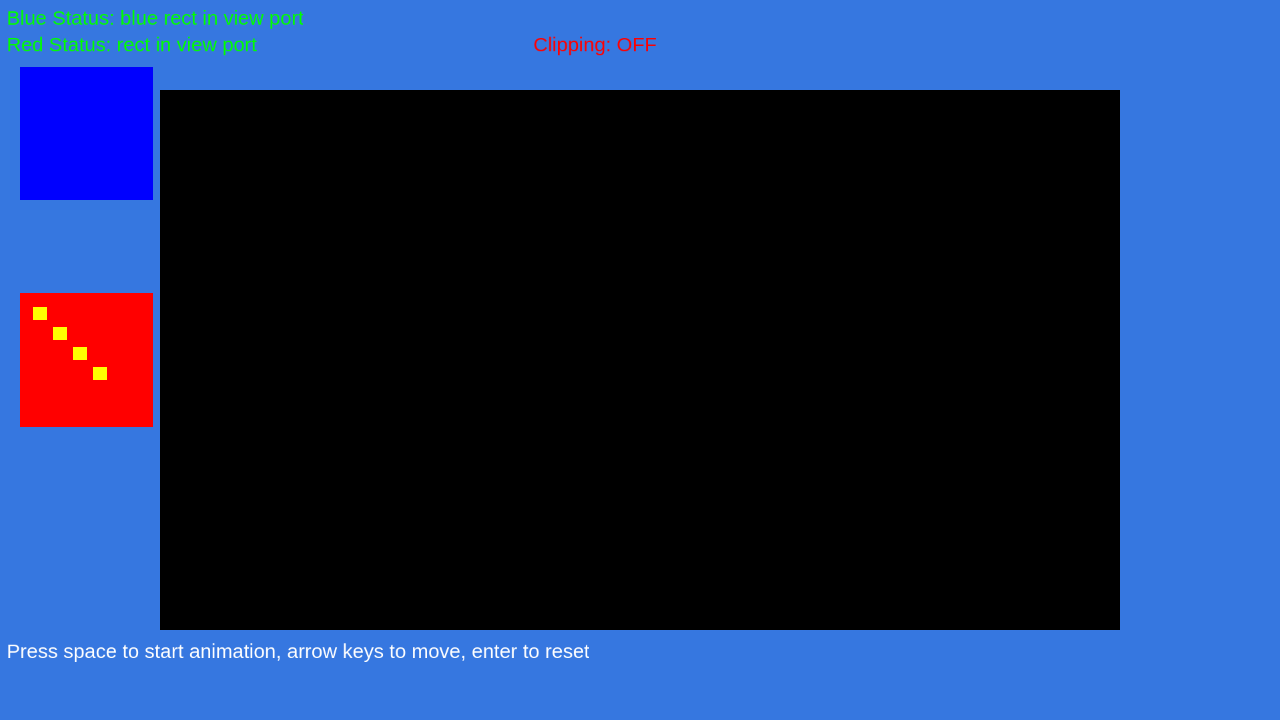 Blue Status: blue rect in view port
Red Status: rect in view port
Clipping: OFF
Press space to start animation, arrow keys to move, enter to reset